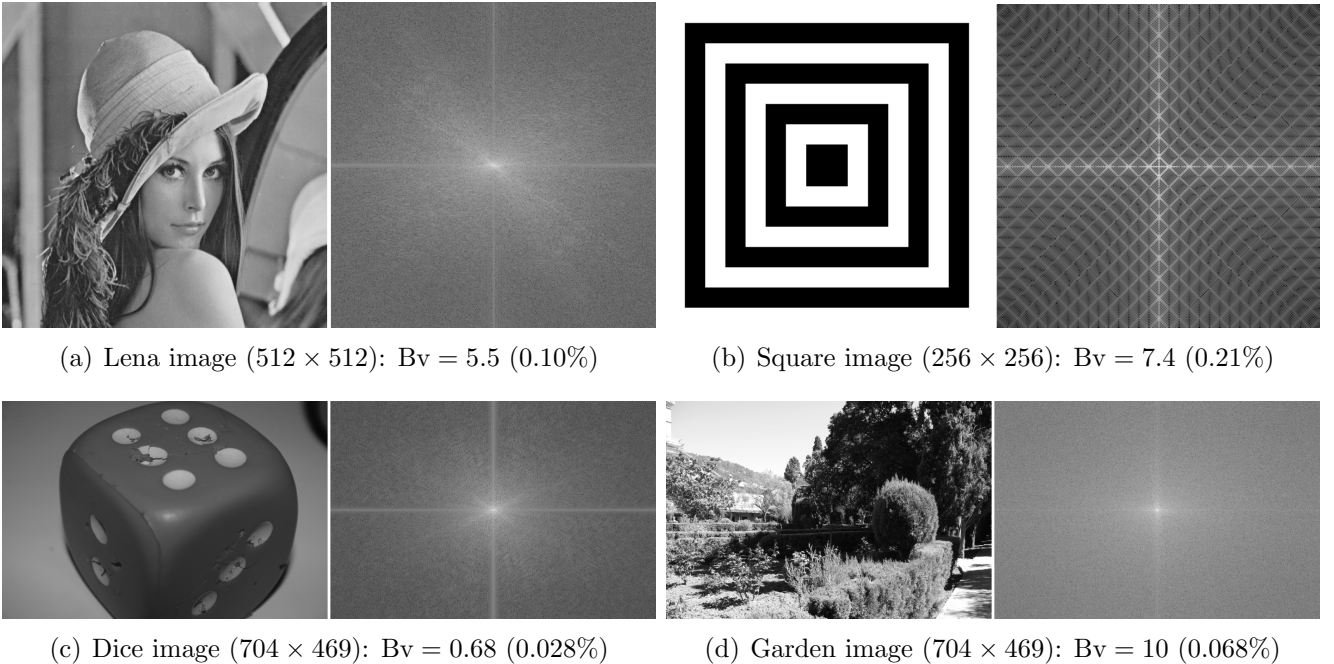 (a) Lena image (512 × 512): Bv = 5.5 (0.10%)
(b) Square image (256 × 256): Bv = 7.4 (0.21%)
(c) Dice image (704 × 469): Bv = 0.68 (0.028%)
(d) Garden image (704 × 469): Bv = 10 (0.068%)